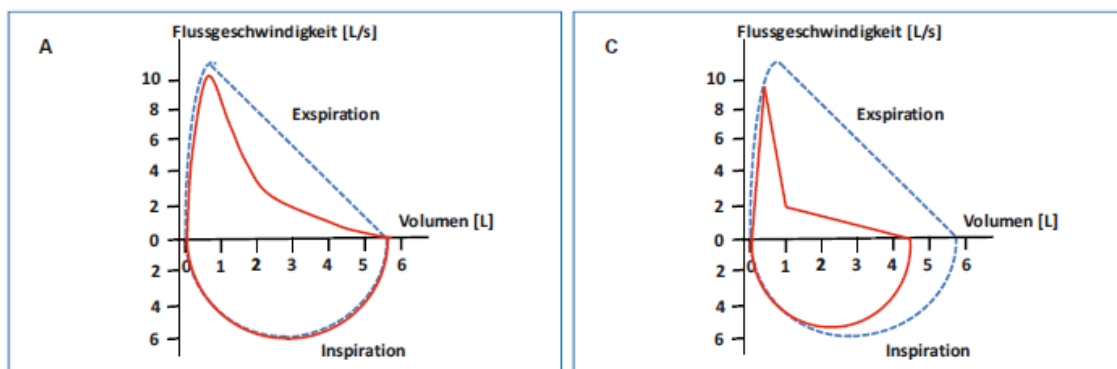 A
Flussgeschwindigkeit [L/s]
10
8
6
4
2
0
2
4
6
Exspiration
Volumen [L]
0 1 2 3 4 5 6
Inspiration
C
Flussgeschwindigkeit [L/s]
10
8
6
4
2
0
2
4
6
Exspiration
Volumen [L]
0 1 2 3 4 5 6
Inspiration